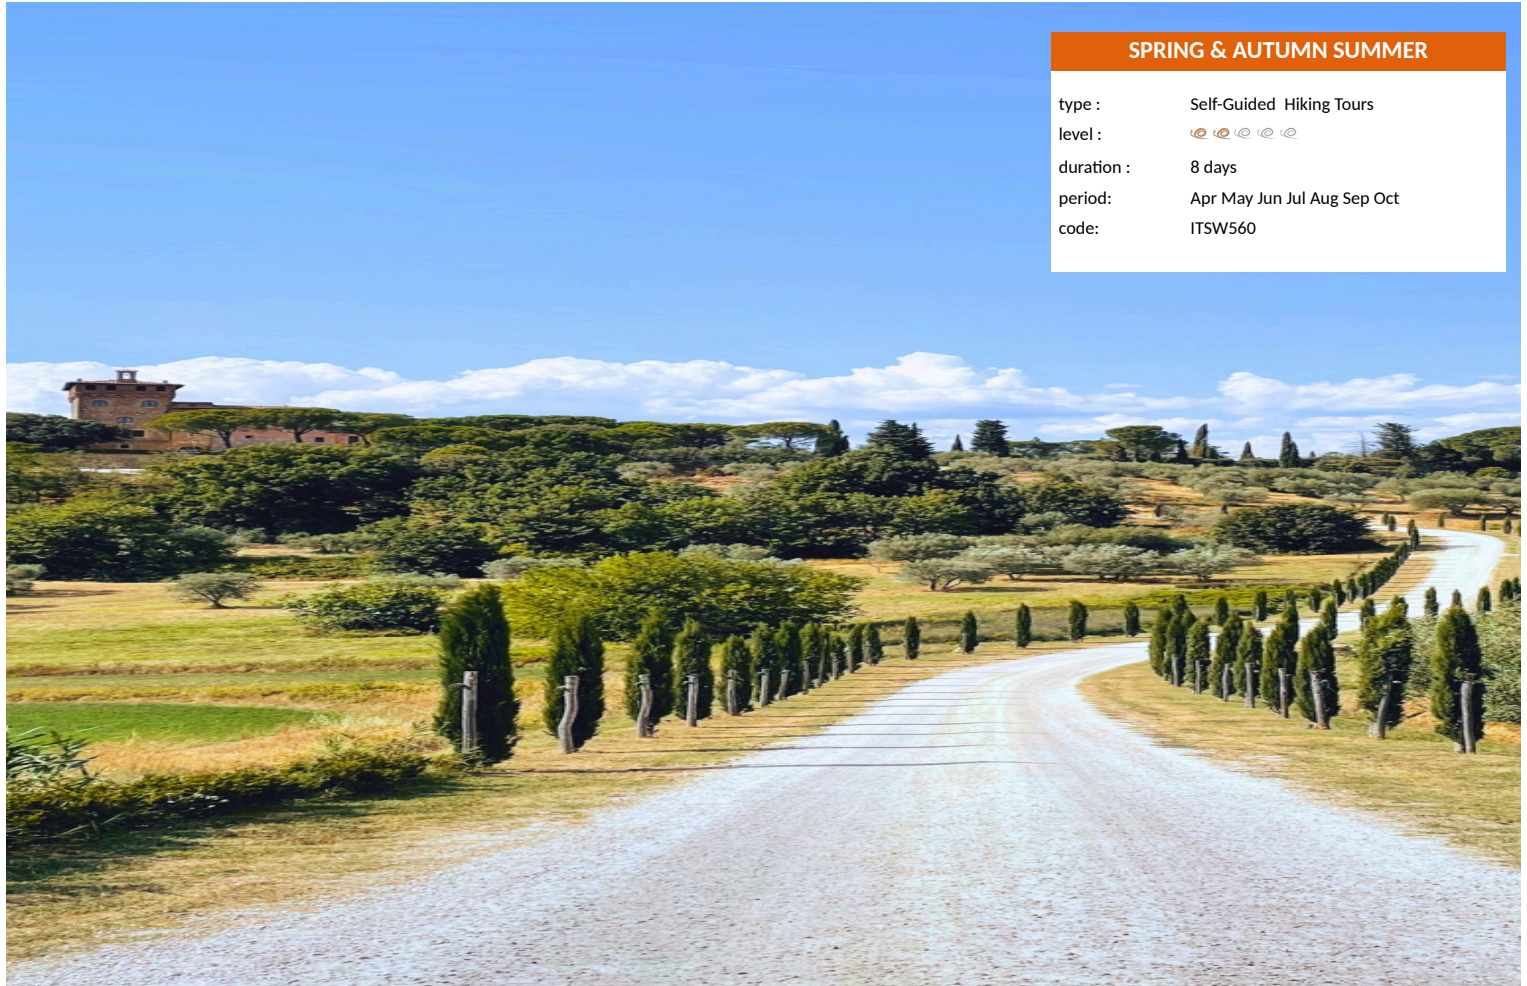 SPRING & AUTUMN SUMMER
type : Self-Guided  Hiking Tours
level :
duration : 8 days
period: Apr May Jun Jul Aug Sep Oct
code: ITSW560